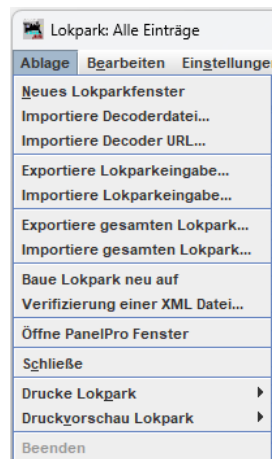 Lokpark: Alle Einträge
Ablage Bearbeiten Einstellunge
Neues Lokparkfenster
Importiere Decoderdatei...
Importiere Decoder URL...
Exportiere Lokparkeingabe...
Importiere Lokparkeingabe...
Exportiere gesamten Lokpark...
Importiere gesamten Lokpark...
Baue Lokpark neu auf
Verifizierung einer XML Datei...
Öffne PanelPro Fenster
Schließe
Drucke Lokpark
Druckvorschau Lokpark
Beenden